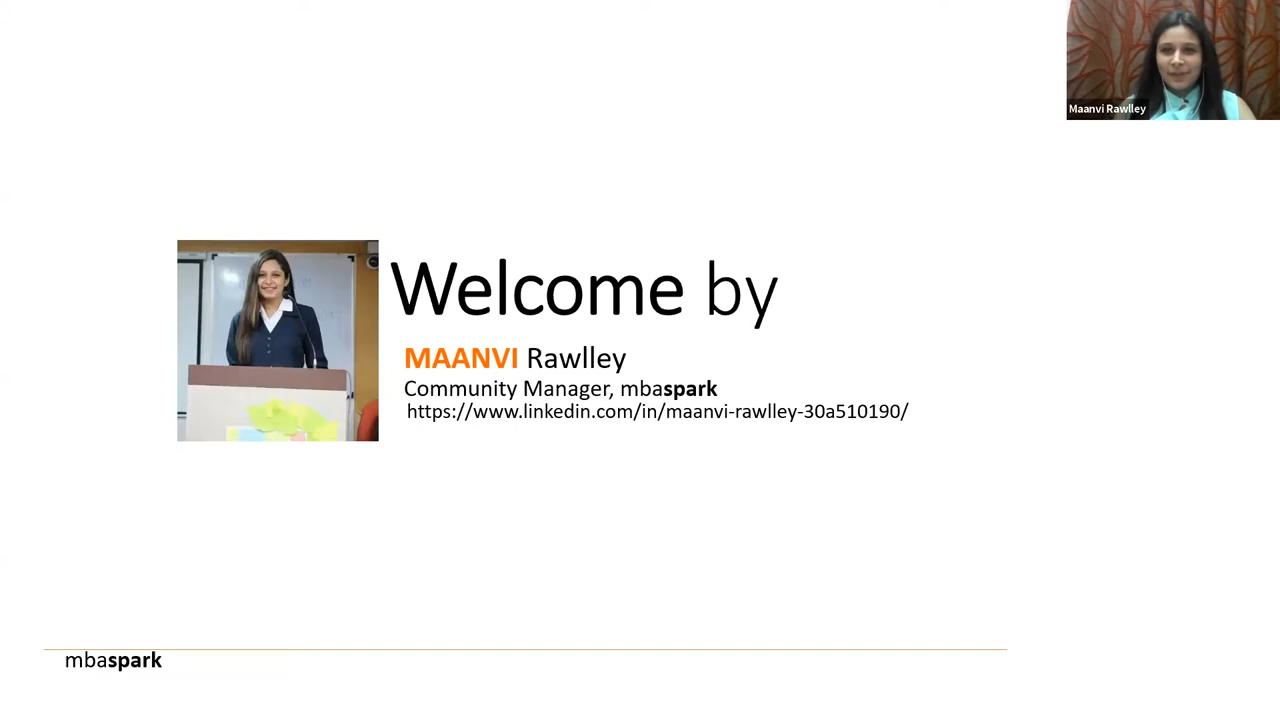 Maanvi Rawlley
Welcome by
MAANVI Rawlley
Community Manager, mbaspark
https://www.linkedin.com/in/maanvi-rawlley-30a510190/
mbaspark